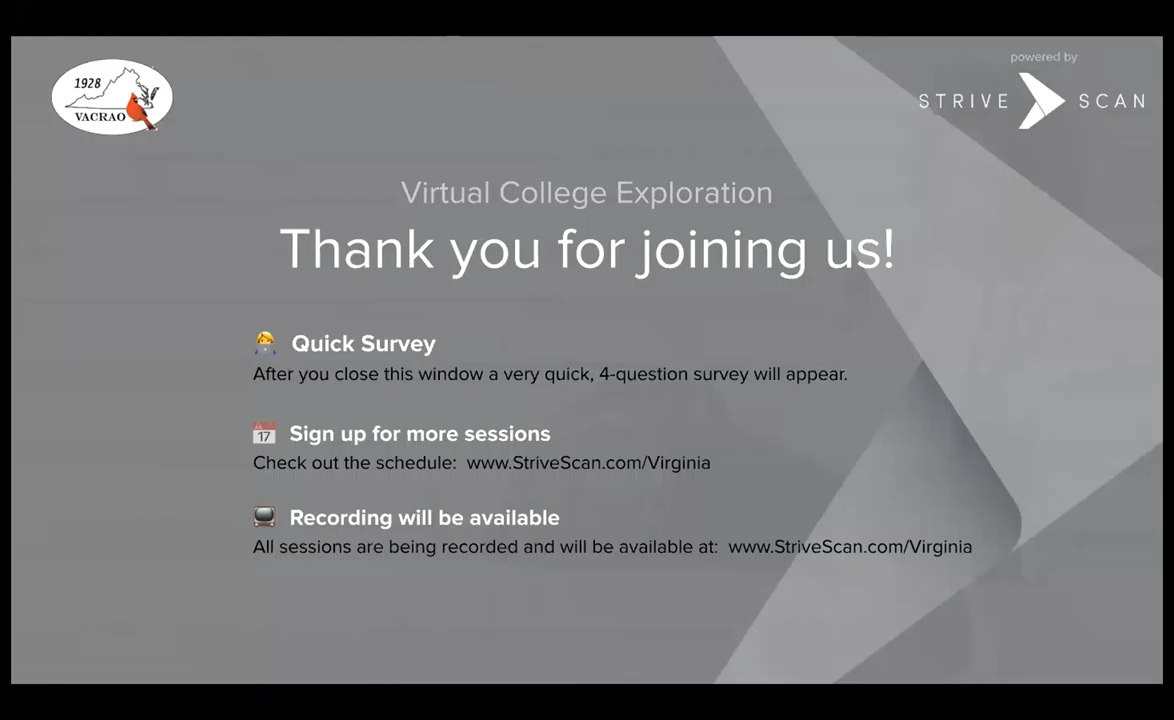 1928
VACRAO
powered by
STRIVE SCAN
Virtual College Exploration
Thank you for joining us!
Quick Survey
After you close this window a very quick, 4-question survey will appear.
17
Sign up for more sessions
Check out the schedule: www.StriveScan.com/Virginia
Recording will be available
All sessions are being recorded and will be available at: www.StriveScan.com/Virginia